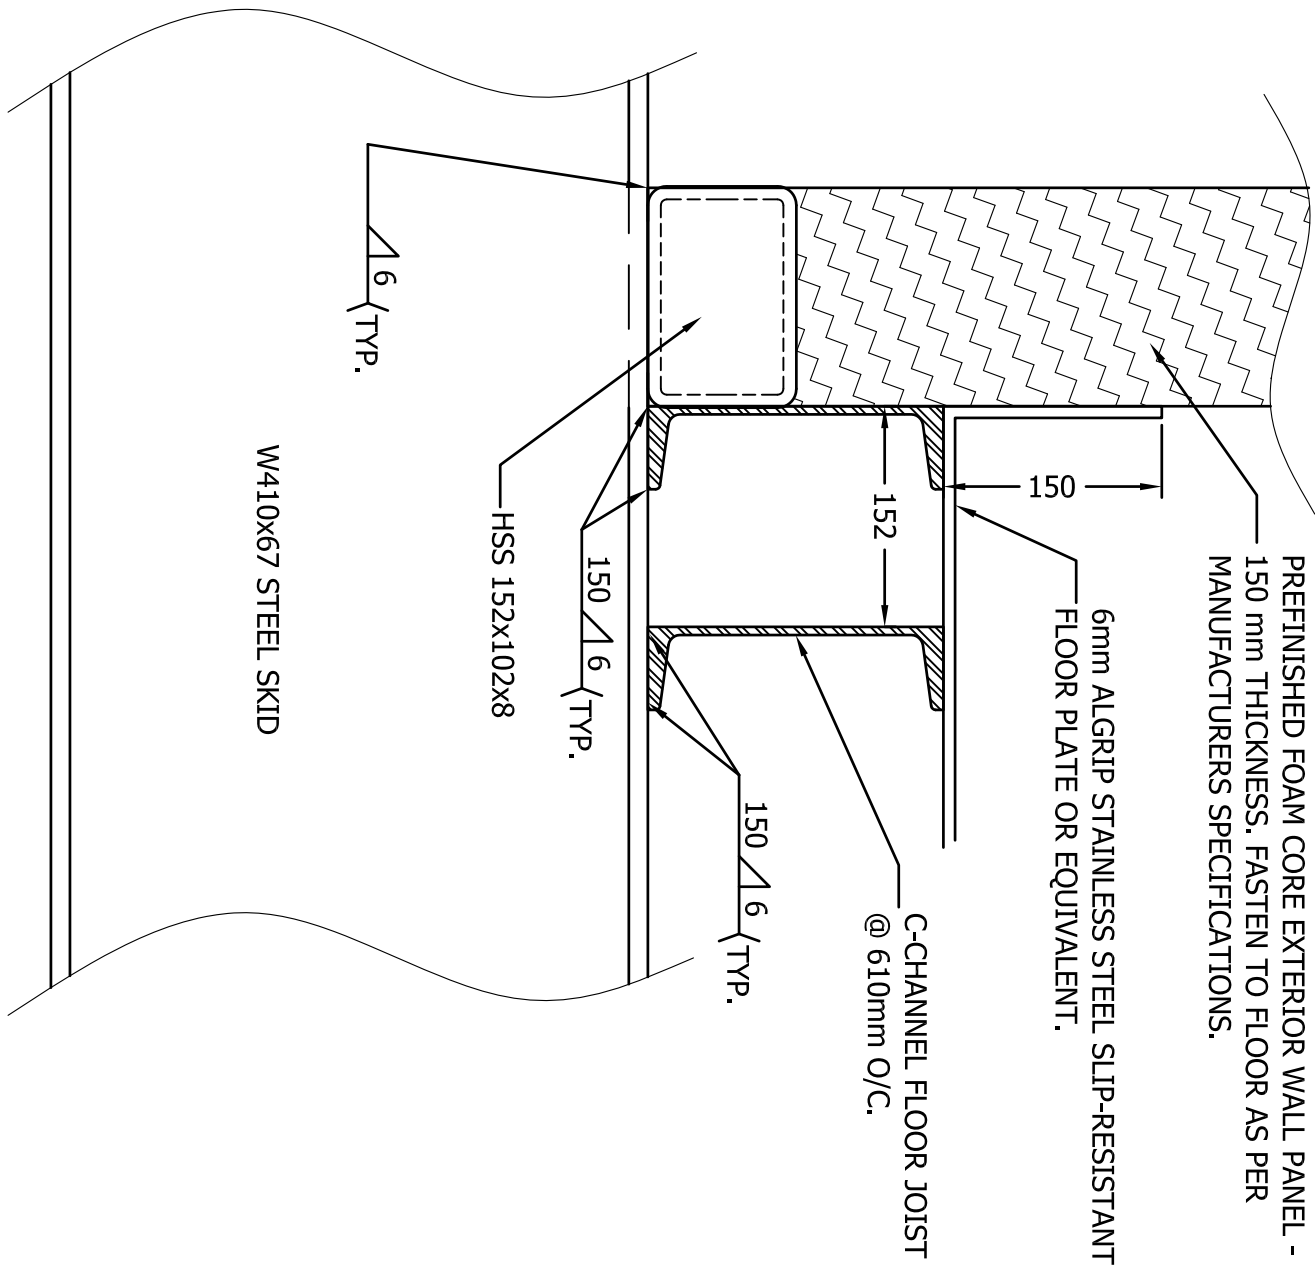 PREFINISHED FOAM CORE EXTERIOR WALL PANEL -
150 mm THICKNESS. FASTEN TO FLOOR AS PER
MANUFACTURERS SPECIFICATIONS.
6mm ALGRIP STAINLESS STEEL SLIP-RESISTANT
FLOOR PLATE OR EQUIVALENT.
150
152
C-CHANNEL FLOOR JOIST
@ 610mm O/C.
150
6
TYP.
150
6
TYP.
HSS 152x102x8
6
TYP.
W410x67 STEEL SKID